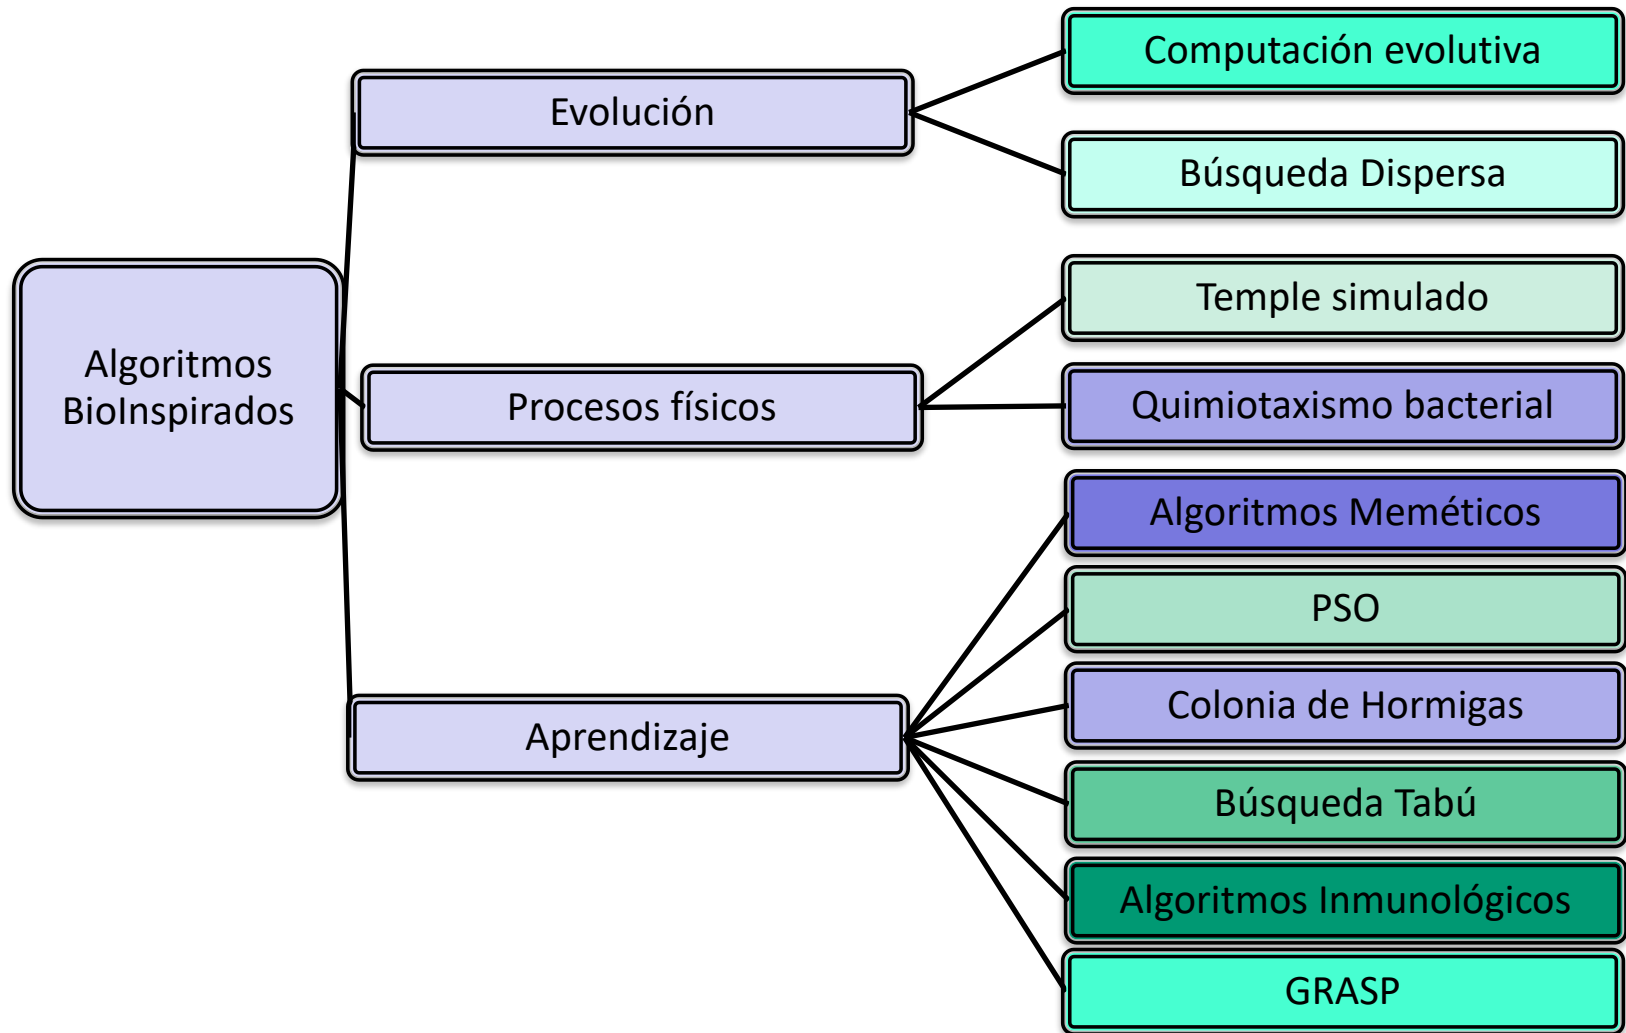 Algoritmos
BioInspirados
Evolución
Computación evolutiva
Búsqueda Dispersa
Procesos físicos
Temple simulado
Quimiotaxismo bacterial
Aprendizaje
Algoritmos Meméticos
PSO
Colonia de Hormigas
Búsqueda Tabú
Algoritmos Inmunológicos
GRASP